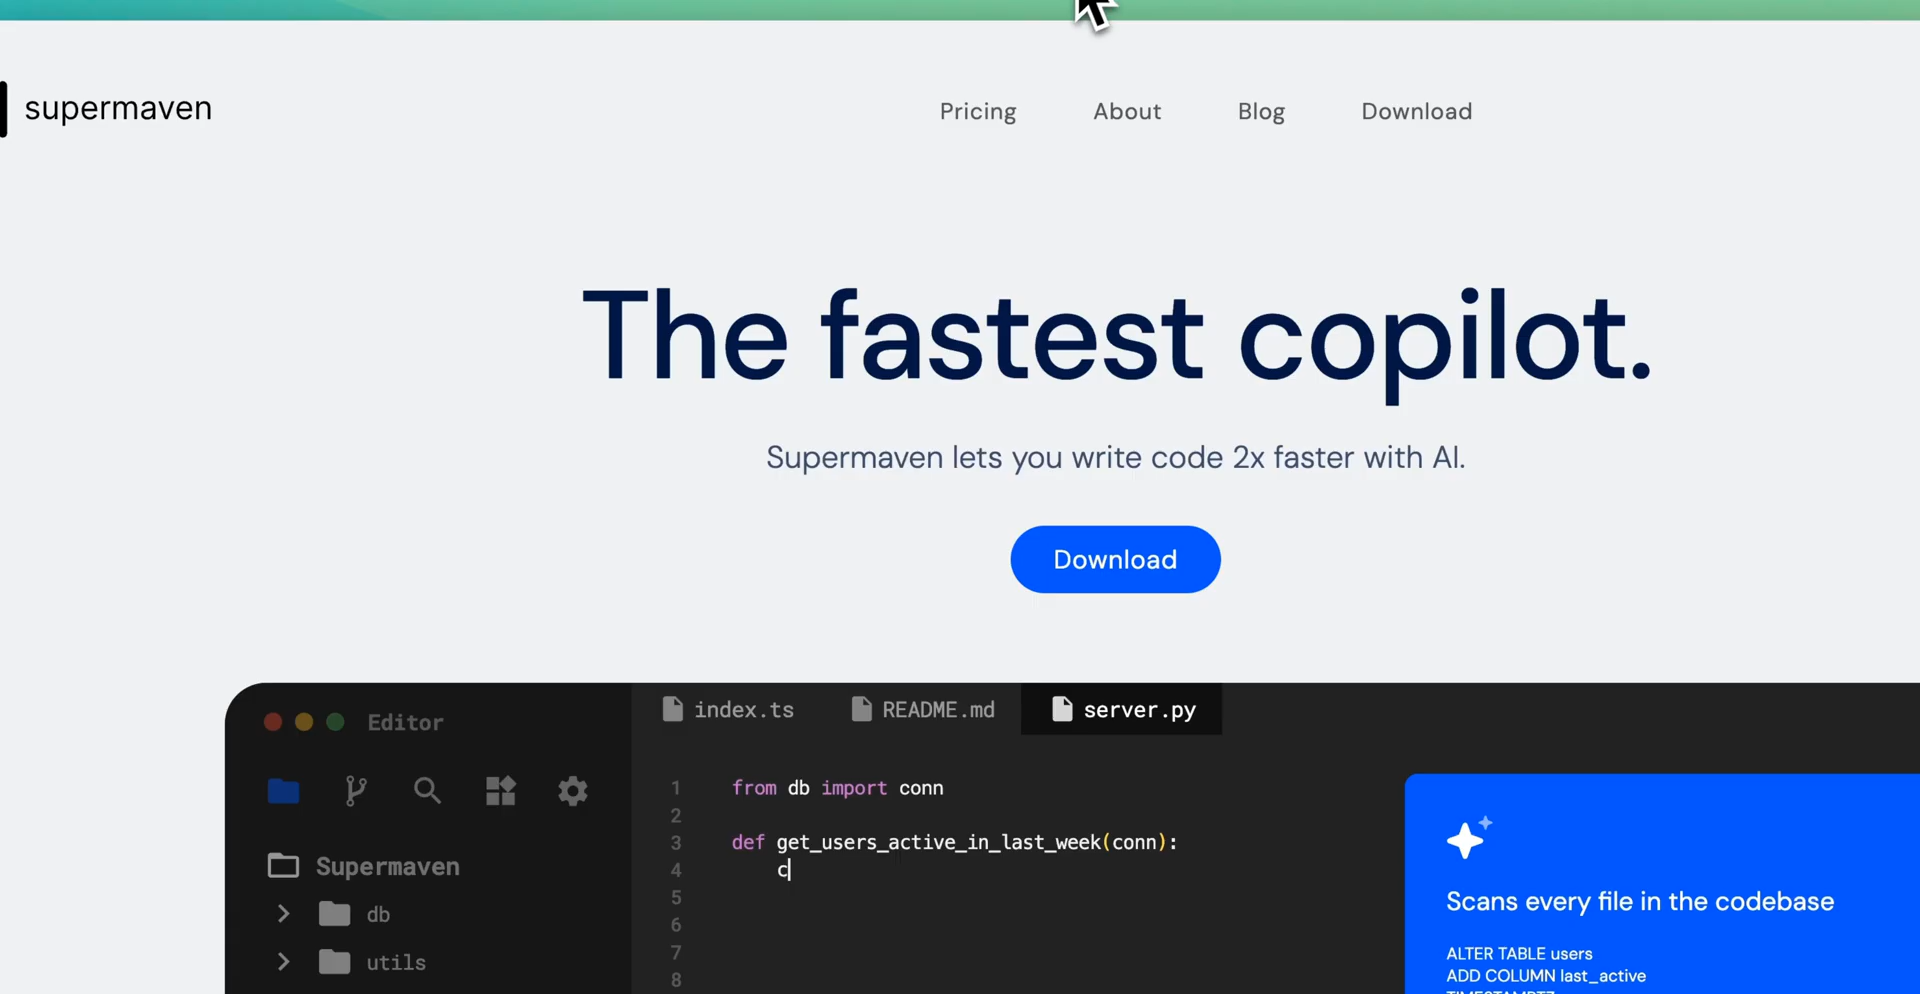 supermaven
Pricing About Blog Download
The fastest copilot.
Supermaven lets you write code 2x faster with AI.
Download
Editor
index.ts README.md server.py
1 from db import conn
2
3 def get_users_active_in_last_week(conn):
4 c
5
6
7
8
Supermaven
db
utils
Scans every file in the codebase
ALTER TABLE users
ADD COLUMN last_active